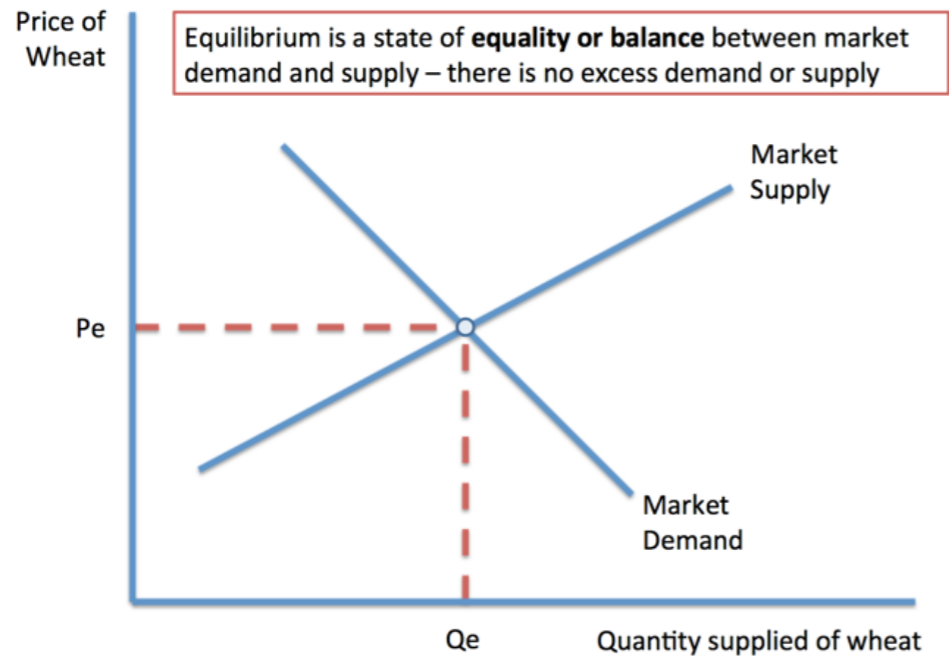 Price of
Wheat
Equilibrium is a state of equality or balance between market
demand and supply – there is no excess demand or supply
Market
Supply
Pe
Market
Demand
Qe
Quantity supplied of wheat